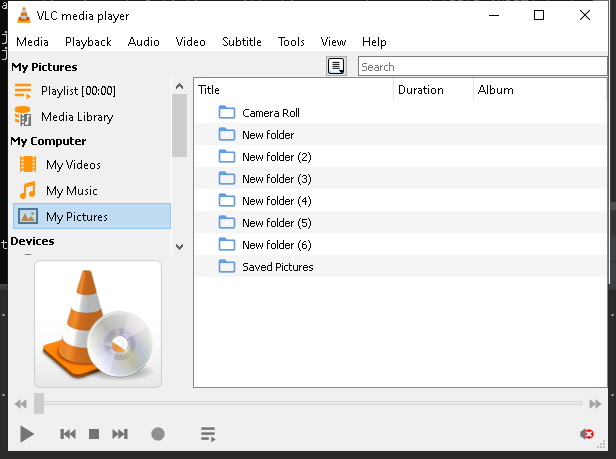 VLC media player
Media Playback Audio Video Subtitle Tools View Help
My Pictures
Search
Playlist [00:00]
Media Library
My Computer
My Videos
My Music
My Pictures
Devices
Title Duration Album
Camera Roll
New folder
New folder (2)
New folder (3)
New folder (4)
New folder (5)
New folder (6)
Saved Pictures